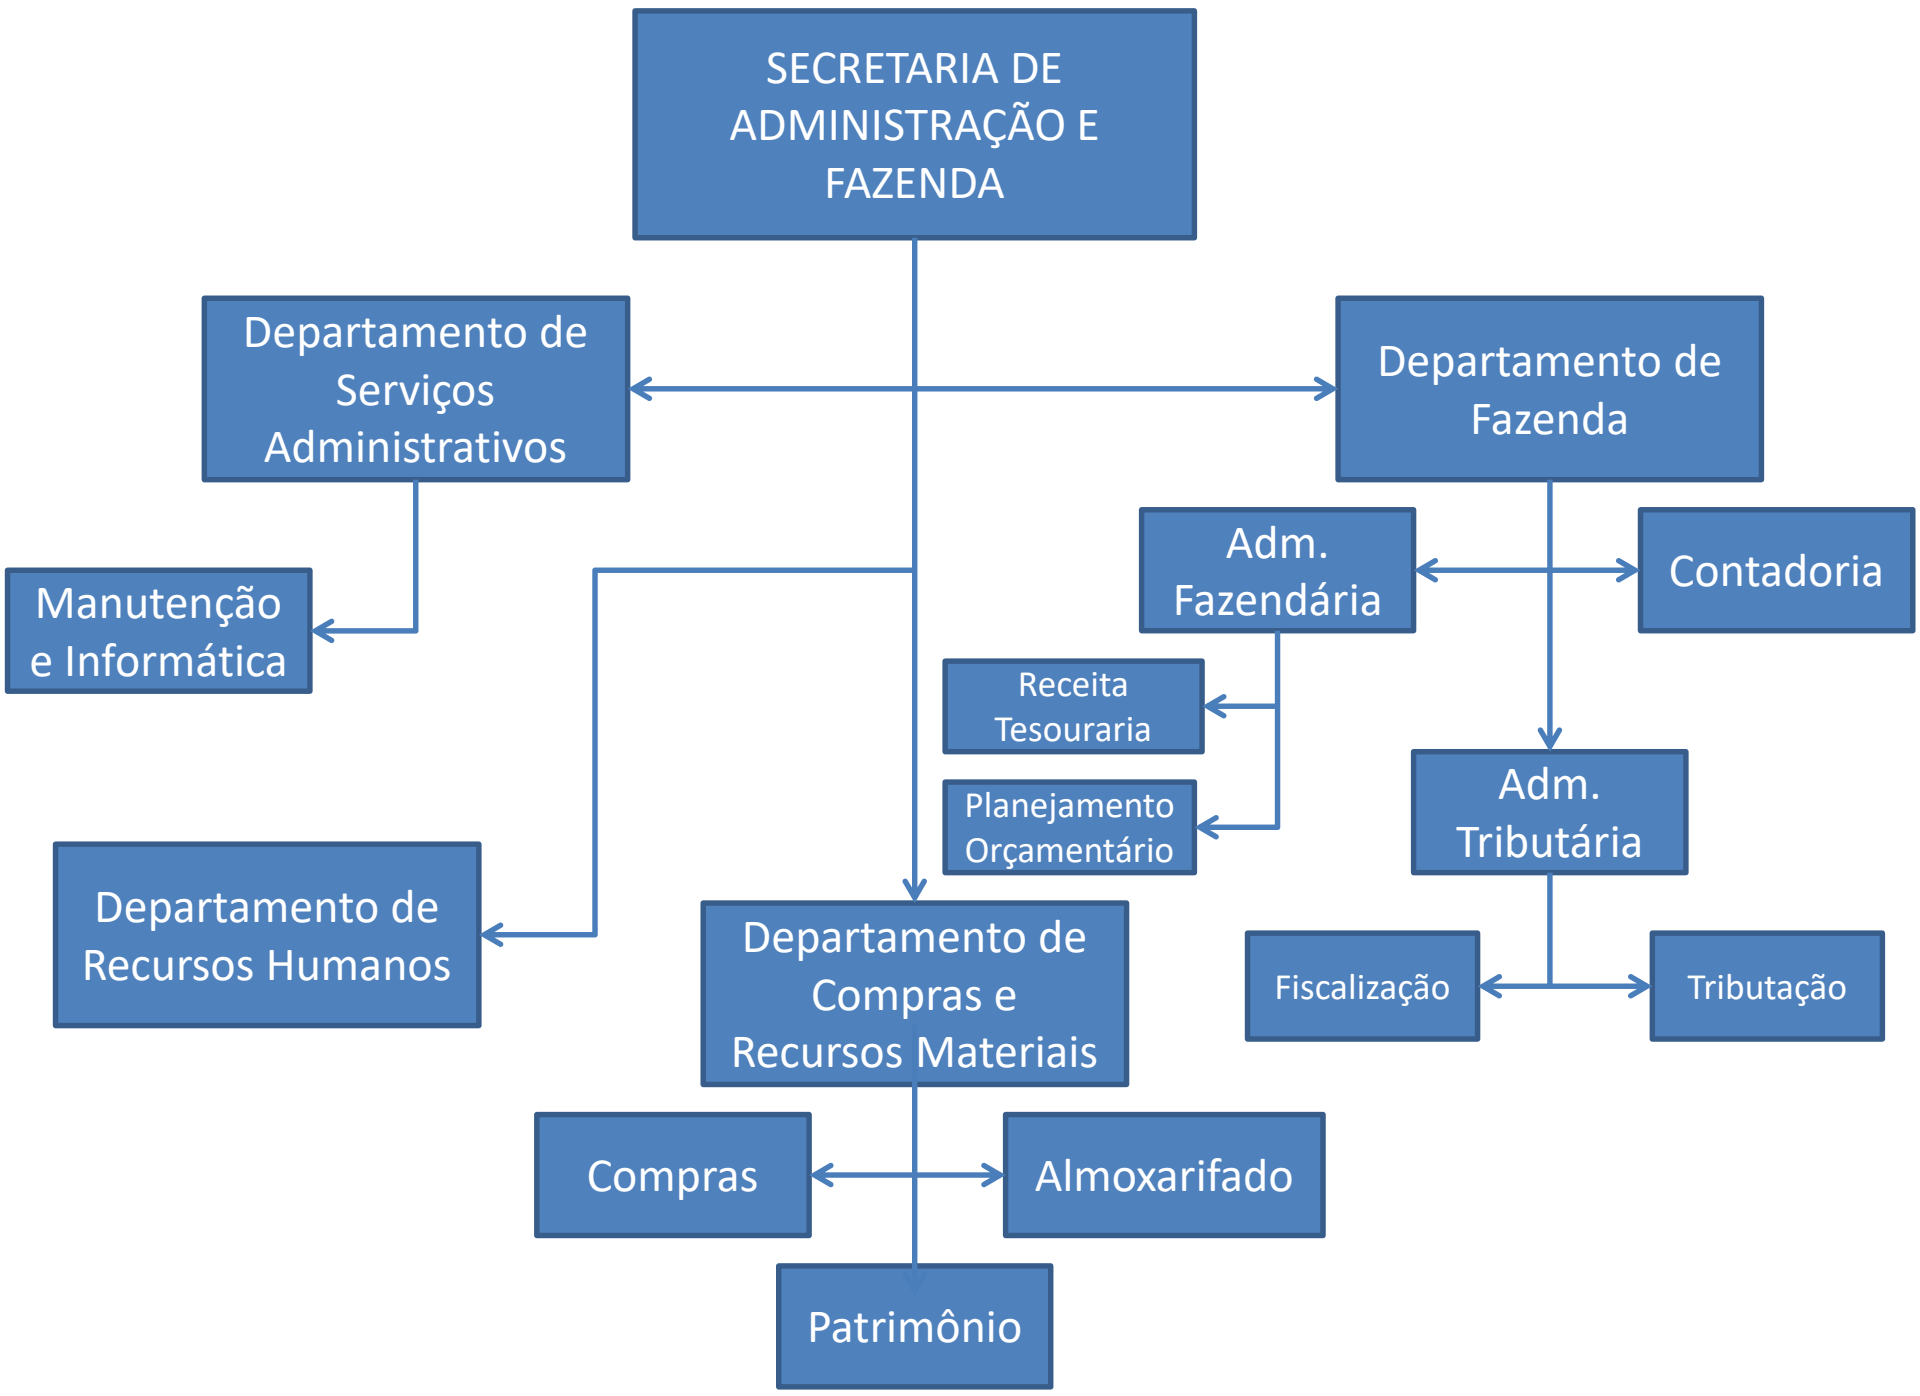 SECRETARIA DE
ADMINISTRAÇÃO E
FAZENDA
Departamento de
Serviços
Administrativos
Departamento de
Fazenda
Adm.
Fazendária
Contadoria
Manutenção
e Informática
Receita
Tesouraria
Planejamento
Orçamentário
Adm.
Tributária
Departamento de
Recursos Humanos
Departamento de
Compras e
Recursos Materiais
Fiscalização
Tributação
Compras
Almoxarifado
Patrimônio